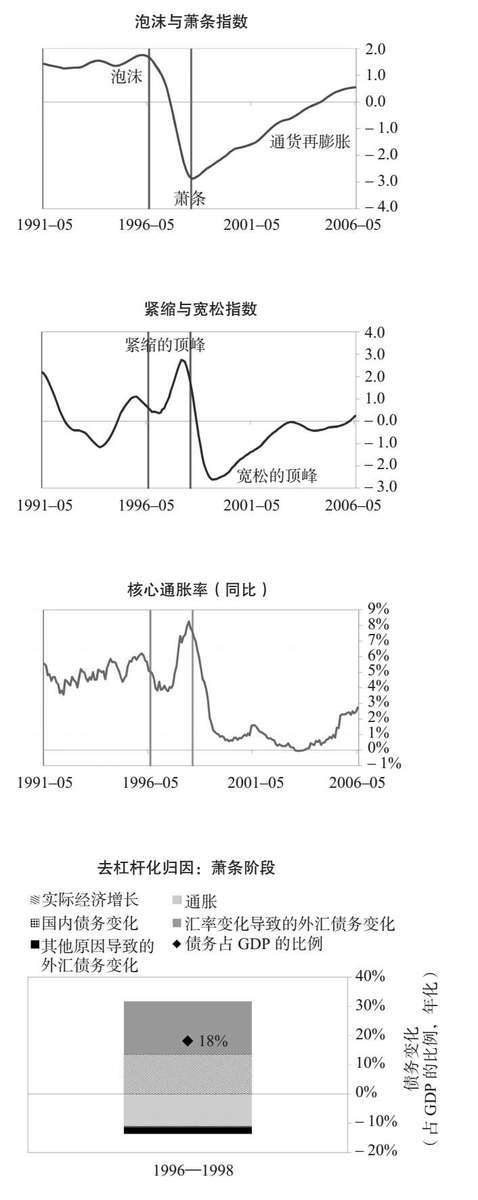 泡沫与萧条指数
2.0
1.0
0.0
– 1.0
– 2.0
– 3.0
– 4.0
泡沫
通货再膨胀
萧条
1991–05 1996–05 2001–05 2006–05
紧缩与宽松指数
4.0
3.0
2.0
1.0
– 0.0
– 1.0
– 2.0
– 3.0
紧缩的顶峰
宽松的顶峰
1991–05 1996–05 2001–05 2006–05
核心通胀率（同比）
9%
8%
7%
6%
5%
4%
3%
2%
1%
0%
– 1%
1991–05 1996–05 2001–05 2006–05
去杠杆化归因：萧条阶段
实际经济增长 通胀
国内债务变化 汇率变化导致的外汇债务变化
其他原因导致的 债务占 GDP 的比例
外汇债务变化
40%
30%
20%
10%
0%
– 10%
– 20%
18%
债务变化
（占 GDP 的比例，年化）
1996—1998